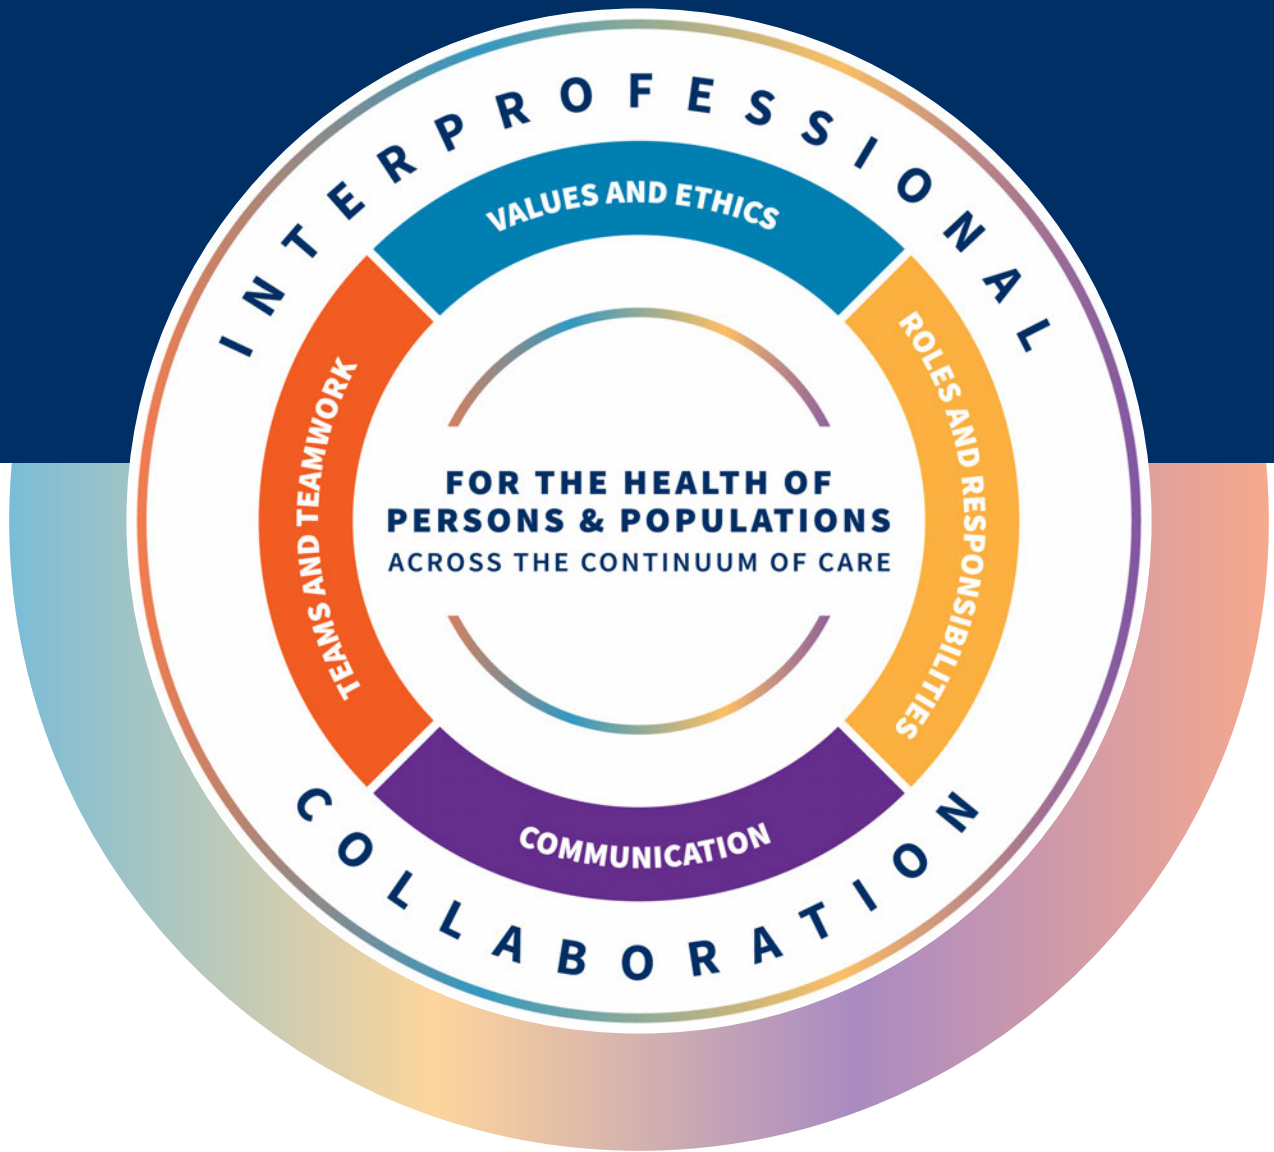 INTERPROFESSIONAL
VALUES AND ETHICS
ROLES AND RESPONSIBILITIES
TEAMS AND TEAMWORK
FOR THE HEALTH OF
PERSONS & POPULATIONS
ACROSS THE CONTINUUM OF CARE
COMMUNICATION
COLLABORATION